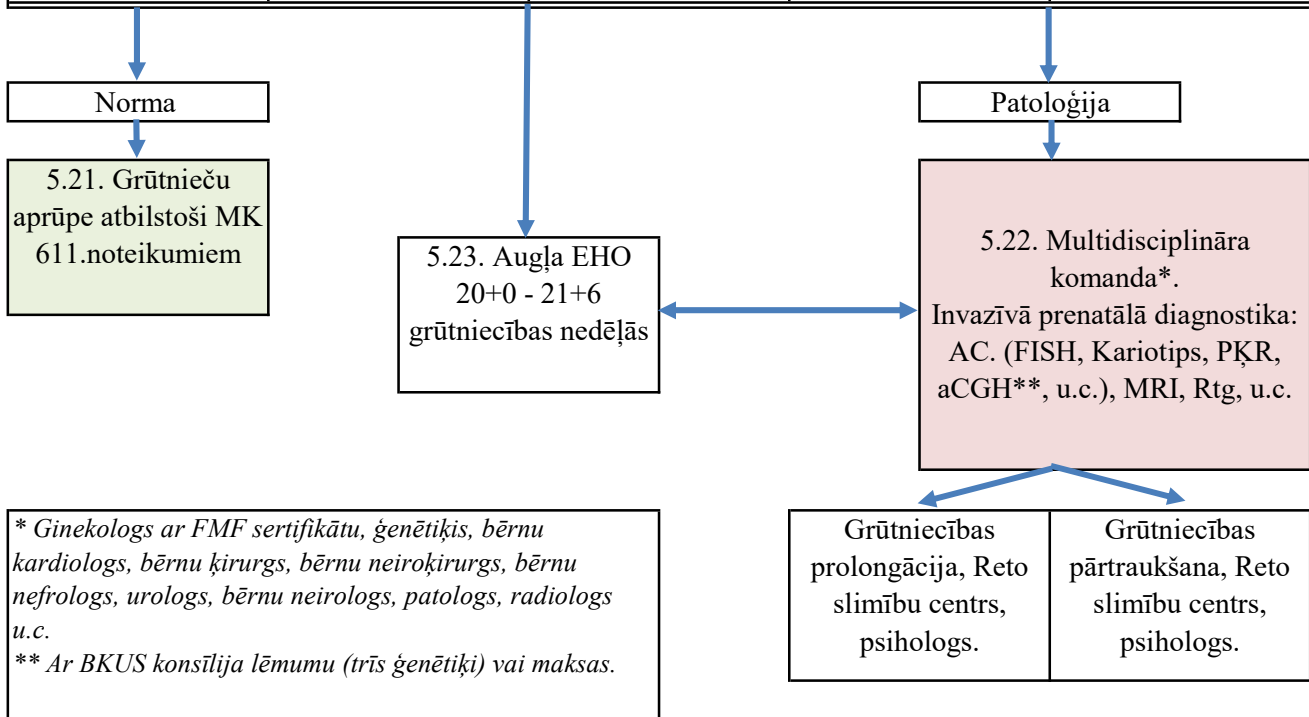 Norma
Patoloģija
5.21. Grūtnieču
aprūpe atbilstoši MK
611.noteikumiem
5.23. Augļa EHO
20+0 - 21+6
grūtniecības nedēļās
5.22. Multidisciplināra
komanda*.
Invazīvā prenatālā diagnostika:
AC. (FISH, Kariotips, PĶR,
aCGH**, u.c.), MRI, Rtg, u.c.
* Ginekologs ar FMF sertifikātu, ģenētiķis, bērnu
kardiologs, bērnu ķirurgs, bērnu neiroķirurgs, bērnu
nefrologs, urologs, bērnu neirologs, patologs, radiologs
u.c.
** Ar BKUS konsīlija lēmumu (trīs ģenētiķi) vai maksas.
Grūtniecības
prolongācija, Reto
slimību centrs,
psihologs.
Grūtniecības
pārtraukšana, Reto
slimību centrs,
psihologs.